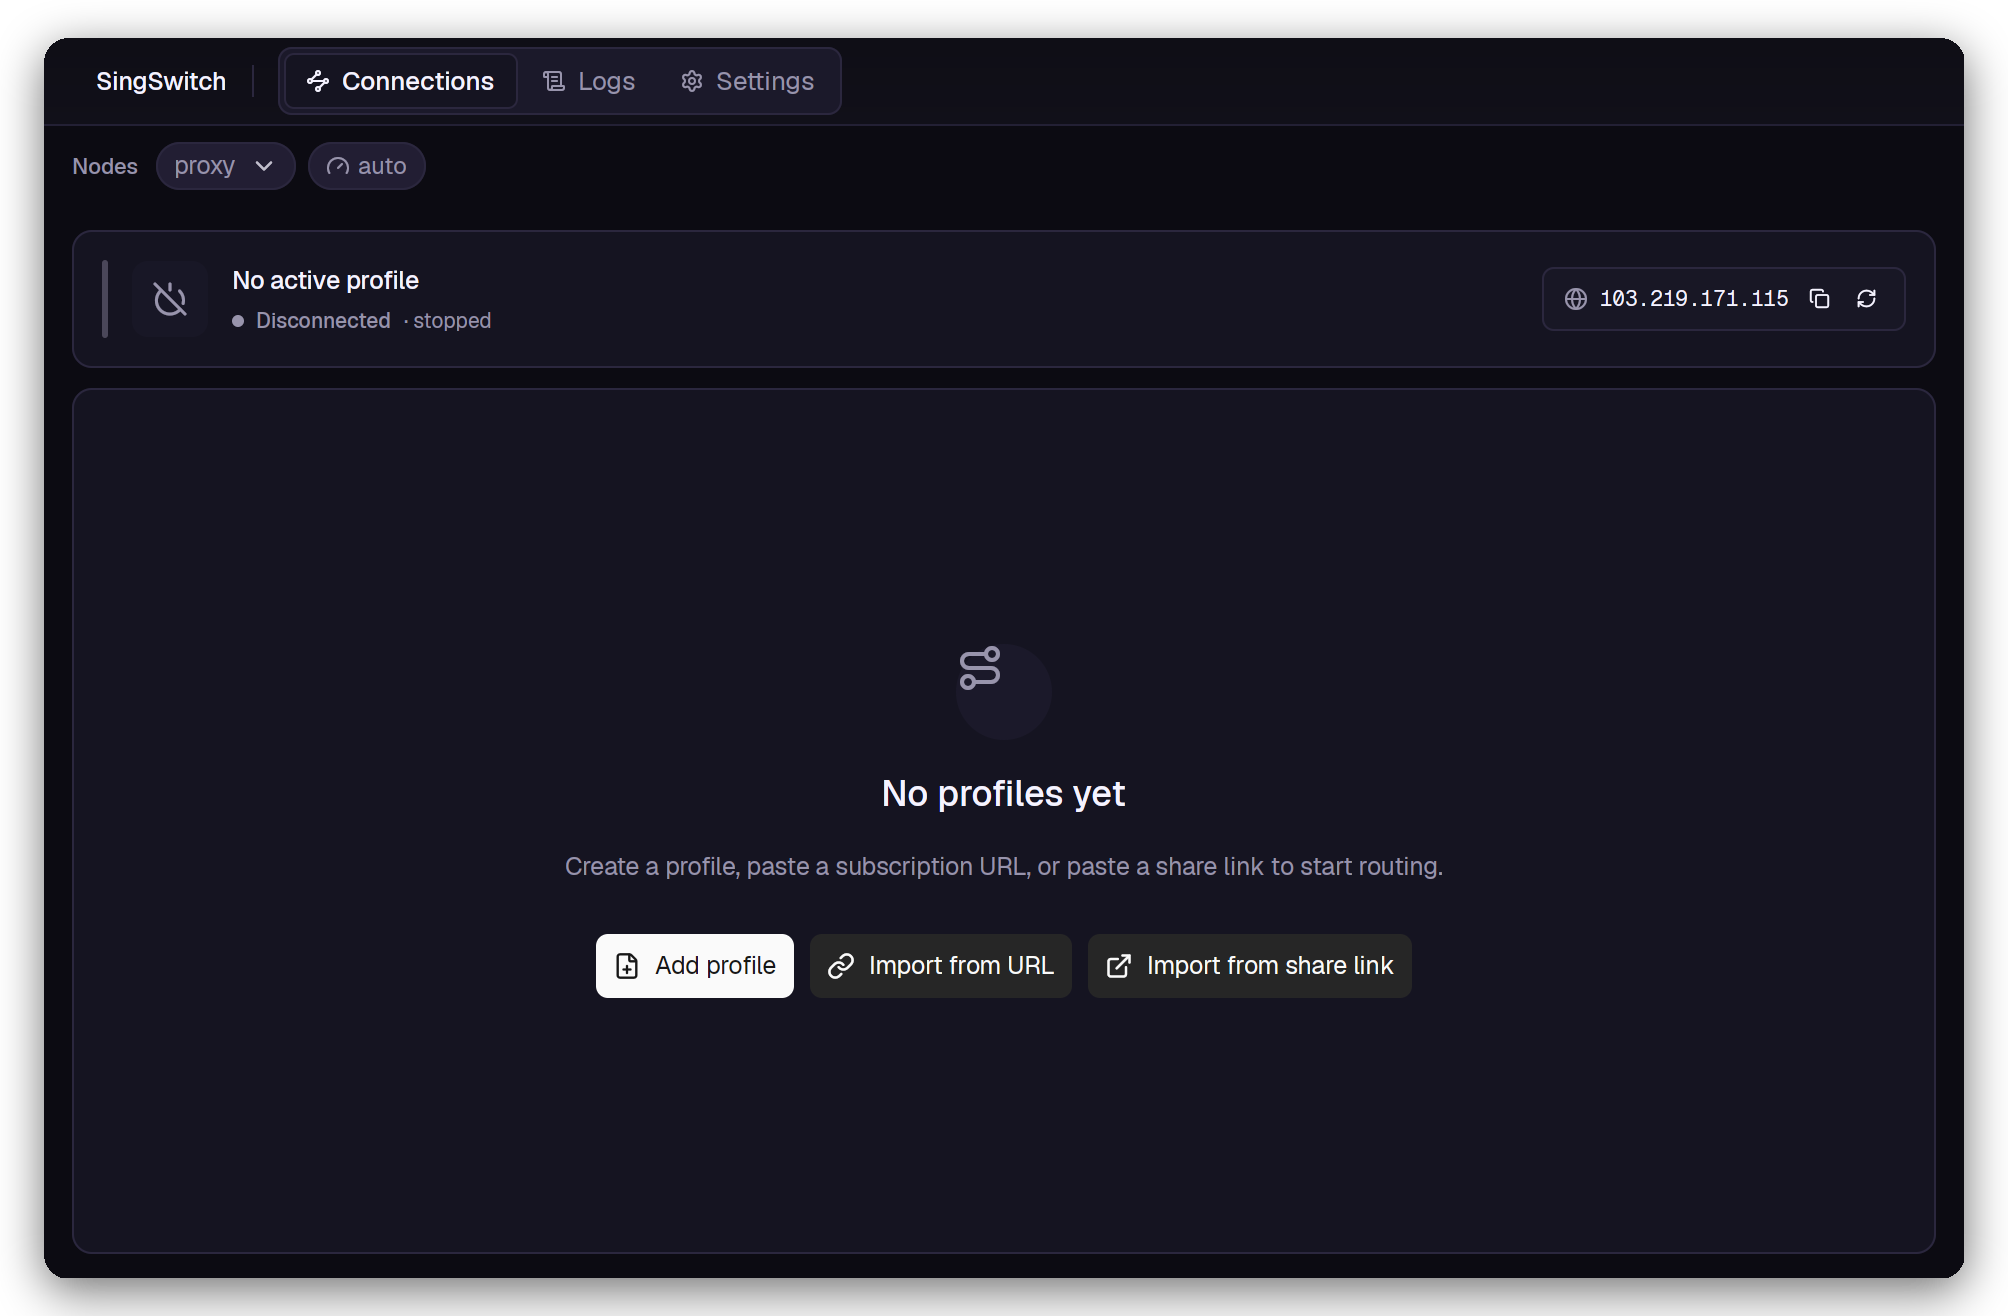 SingSwitch
Connections
Logs
Settings
Nodes
proxy
auto
No active profile
Disconnected · stopped
103.219.171.115
No profiles yet
Create a profile, paste a subscription URL, or paste a share link to start routing.
Add profile
Import from URL
Import from share link